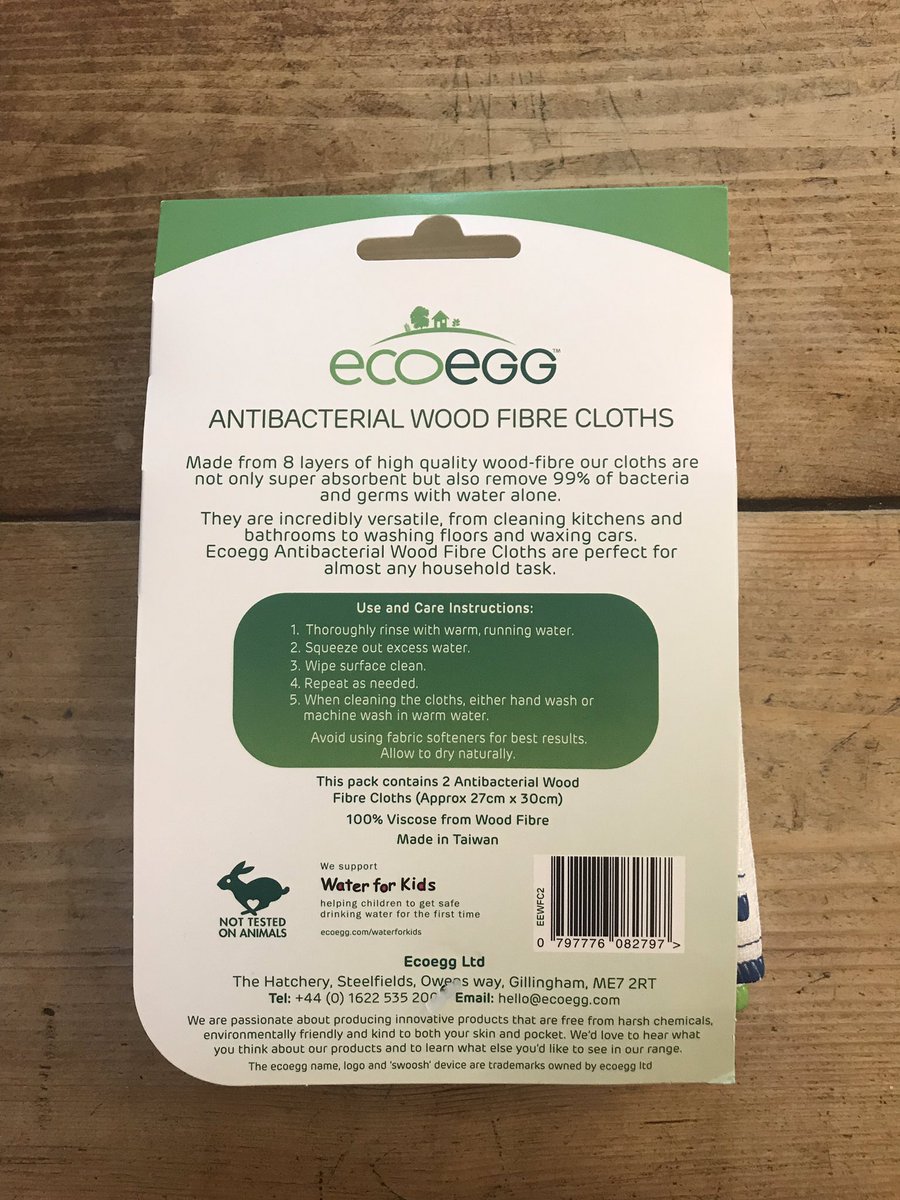 ecoegg™
ANTIBACTERIAL WOOD FIBRE CLOTHS
Made from 8 layers of high quality wood-fibre our cloths are
not only super absorbent but also remove 99% of bacteria
and germs with water alone.
They are incredibly versatile, from cleaning kitchens and
bathrooms to washing floors and waxing cars.
Ecoegg Antibacterial Wood Fibre Cloths are perfect for
almost any household task.
Use and Care Instructions:
1. Thoroughly rinse with warm, running water.
2. Squeeze out excess water.
3. Wipe surface clean.
4. Repeat as needed.
5. When cleaning the cloths, either hand wash or
machine wash in warm water.
Avoid using fabric softeners for best results.
Allow to dry naturally.
This pack contains 2 Antibacterial Wood
Fibre Cloths (Approx 27cm x 30cm)
100% Viscose from Wood Fibre
Made in Taiwan
NOT TESTED
ON ANIMALS
We support
Water for Kids
helping children to get safe
drinking water for the first time
ecoegg.com/waterforkids
EEWFC2
0 797776 082797 >
Ecoegg Ltd
The Hatchery, Steelfields, Owens way, Gillingham, ME7 2RT
Tel: +44 (0) 1622 535 Email: hello@ecoegg.com
We are passionate about producing innovative products that are free from harsh chemicals,
environmentally friendly and kind to both your skin and pocket. We'd love to hear what
you think about our products and to learn what else you'd like to see in our range.
The ecoegg name, logo and 'swoosh' device are trademarks owned by ecoegg ltd